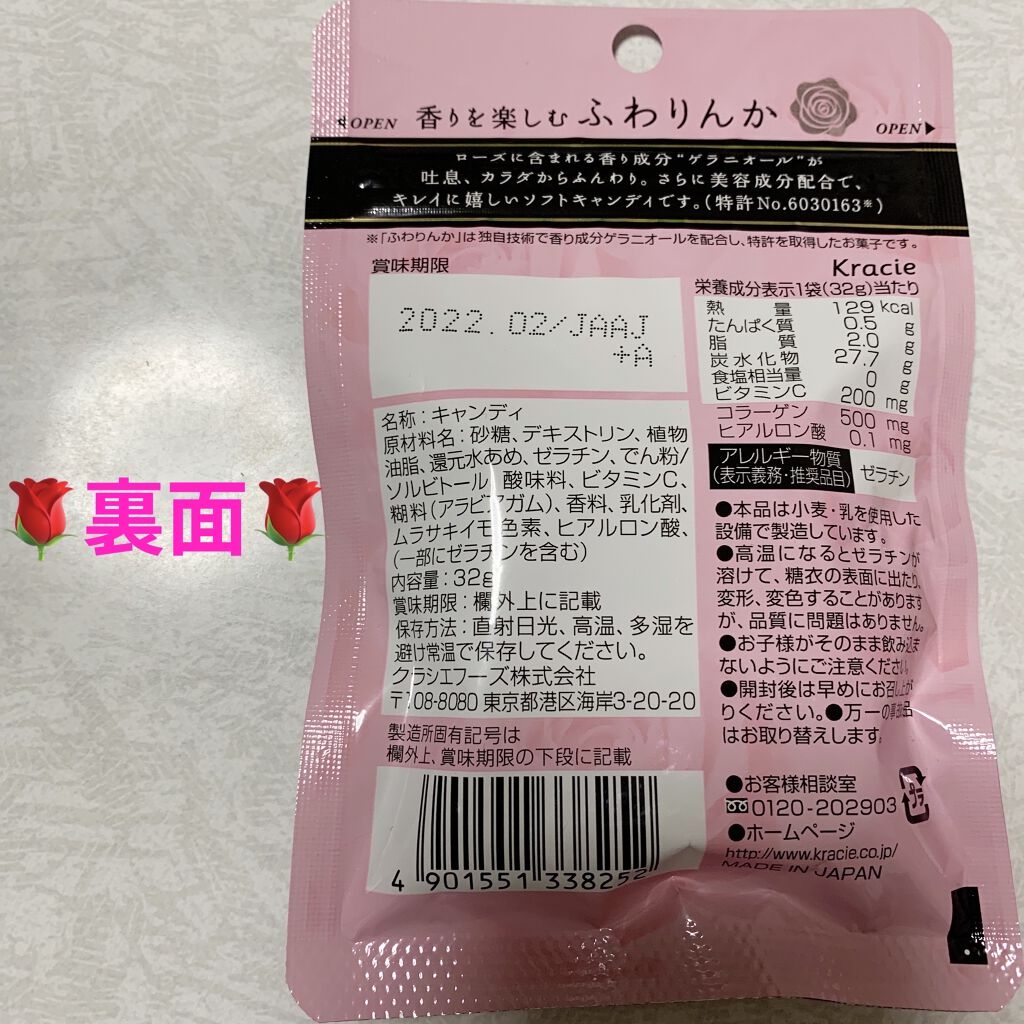 裏面
◀OPEN 香りを楽しむ ふわりんか OPEN▶
ローズに含まれる香り成分"ゲラニオール"が
吐息、カラダからふんわり。さらに美容成分配合で、
キレイに嬉しいソフトキャンディです。(特許No.6030163※)
※「ふわりんか」は独自技術で香り成分ゲラニオールを配合し、特許を取得したお菓子です。
賞味期限
2022.02/JAAJ
+A
名称:キャンディ
原材料名:砂糖、デキストリン、植物
油脂、還元水あめ、ゼラチン、でん粉/
ソルビトール、酸味料、ビタミンC、
糊料(アラビアガム)、香料、乳化剤、
ムラサキイモ色素、ヒアルロン酸、
(一部にゼラチンを含む)
内容量:32g
賞味期限:欄外上に記載
保存方法:直射日光、高温、多湿を
避け常温で保存してください。
クラシエフーズ株式会社
〒108-8080 東京都港区海岸3-20-20
製造所固有記号は
欄外上、賞味期限の下段に記載
4 901551 338252
Kracie
栄養成分表示1袋(32g)当たり
熱量 129 kcal
たんぱく質 0.5 g
脂質 2.0 g
炭水化物 27.7 g
食塩相当量 0 g
ビタミンC 200 mg
コラーゲン 500 mg
ヒアルロン酸 0.1 mg
アレルギー物質
(表示義務・推奨品目) ゼラチン
●本品は小麦・乳を使用した
設備で製造しています。
●高温になるとゼラチンが
溶けて、糖衣の表面に出たり、
変形、変色することがあります
が、品質に問題はありません。
●お子様がそのまま飲み込ま
ないようにご注意ください。
●開封後は早めにお召し上が
りください。●万一の事故品
はお取り替えします。
●お客様相談室
0120-202903
●ホームページ
http://www.kracie.co.jp/
MADE IN JAPAN
プラ